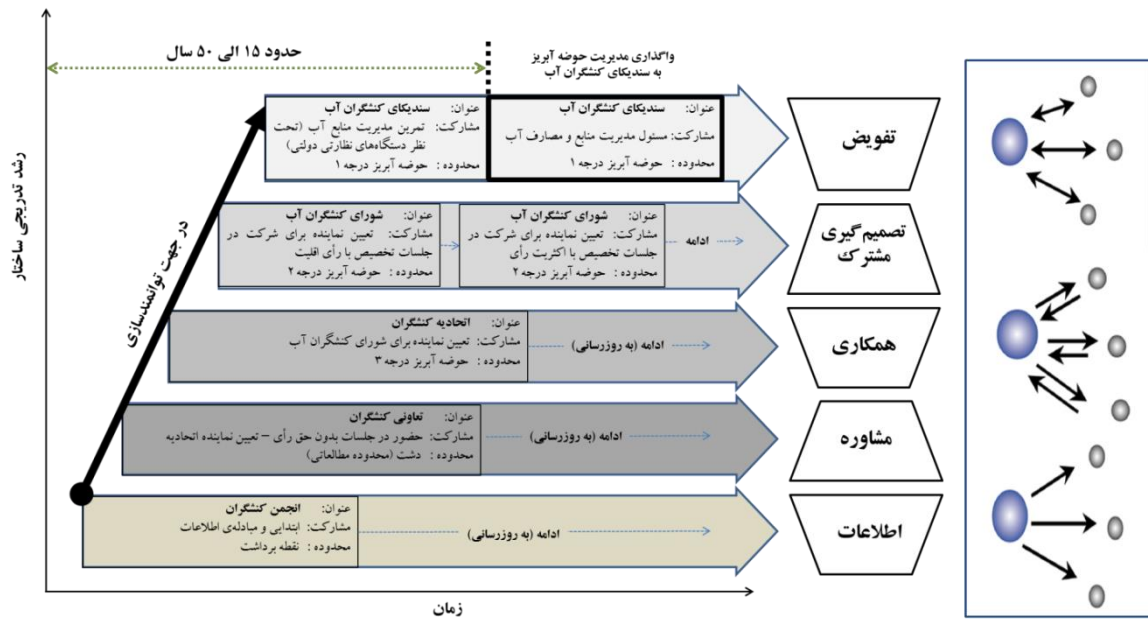 حدود ۱۵ الی ۵۰ سال
واگذاری مدیریت حوضه آبریز
به سندیکای کنشگران آب
رشد تدریجی ساختار
در جهت توانمندسازی
عنوان: سندیکای کنشگران آب
مشارکت: مسئول مدیریت منابع و مصارف آب
محدوده : حوضه آبریز درجه ۱
عنوان: سندیکای کنشگران آب
مشارکت: تمرین مدیریت منابع آب (تحت
نظر دستگاه‌های نظارتی دولتی)
محدوده : حوضه آبریز درجه ۱
تفویض
عنوان: شورای کنشگران آب
مشارکت: تعیین نماینده برای شرکت در
جلسات تخصیص با رأی اقلیت
محدوده : حوضه آبریز درجه ۲
عنوان: شورای کنشگران آب
مشارکت: تعیین نماینده برای شرکت در
جلسات تخصیص با اکثریت رأی
محدوده : حوضه آبریز درجه ۲
ادامه
تصمیم گیری
مشترك
عنوان: اتحادیه کنشگران
مشارکت: تعیین نماینده برای شورای کنشگران آب
محدوده : حوضه آبریز درجه ۳
ادامه (به روزرسانی)
همکاری
عنوان: تعاونی کنشگران
مشارکت: حضور در جلسات بدون حق رأی – تعیین نماینده اتحادیه
محدوده : دشت (محدوده مطالعاتی)
ادامه (به روزرسانی)
مشاوره
عنوان: انجمن کنشگران
مشارکت: ابتدایی و مبادله‌ی اطلاعات
محدوده : نقطه برداشت
ادامه (به روزرسانی)
اطلاعات
زمان